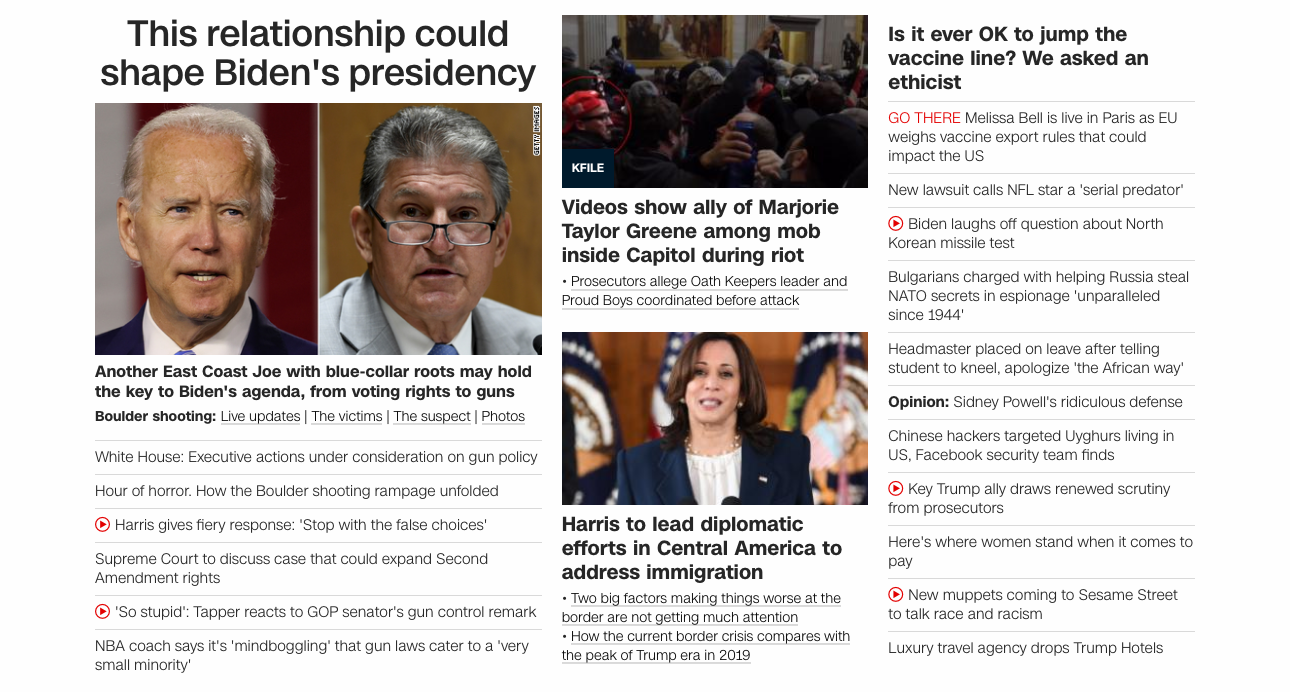 This relationship could
shape Biden's presidency
GETTY IMAGES
Another East Coast Joe with blue-collar roots may hold
the key to Biden's agenda, from voting rights to guns
Boulder shooting: Live updates | The victims | The suspect | Photos
White House: Executive actions under consideration on gun policy
Hour of horror. How the Boulder shooting rampage unfolded
Harris gives fiery response: 'Stop with the false choices'
Supreme Court to discuss case that could expand Second
Amendment rights
'So stupid': Tapper reacts to GOP senator's gun control remark
NBA coach says it's 'mindboggling' that gun laws cater to a 'very
small minority'
KFILE
Videos show ally of Marjorie
Taylor Greene among mob
inside Capitol during riot
• Prosecutors allege Oath Keepers leader and
Proud Boys coordinated before attack
Harris to lead diplomatic
efforts in Central America to
address immigration
• Two big factors making things worse at the
border are not getting much attention
• How the current border crisis compares with
the peak of Trump era in 2019
Is it ever OK to jump the
vaccine line? We asked an
ethicist
GO THERE Melissa Bell is live in Paris as EU
weighs vaccine export rules that could
impact the US
New lawsuit calls NFL star a 'serial predator'
Biden laughs off question about North
Korean missile test
Bulgarians charged with helping Russia steal
NATO secrets in espionage 'unparalleled
since 1944'
Headmaster placed on leave after telling
student to kneel, apologize 'the African way'
Opinion: Sidney Powell's ridiculous defense
Chinese hackers targeted Uyghurs living in
US, Facebook security team finds
Key Trump ally draws renewed scrutiny
from prosecutors
Here's where women stand when it comes to
pay
New muppets coming to Sesame Street
to talk race and racism
Luxury travel agency drops Trump Hotels